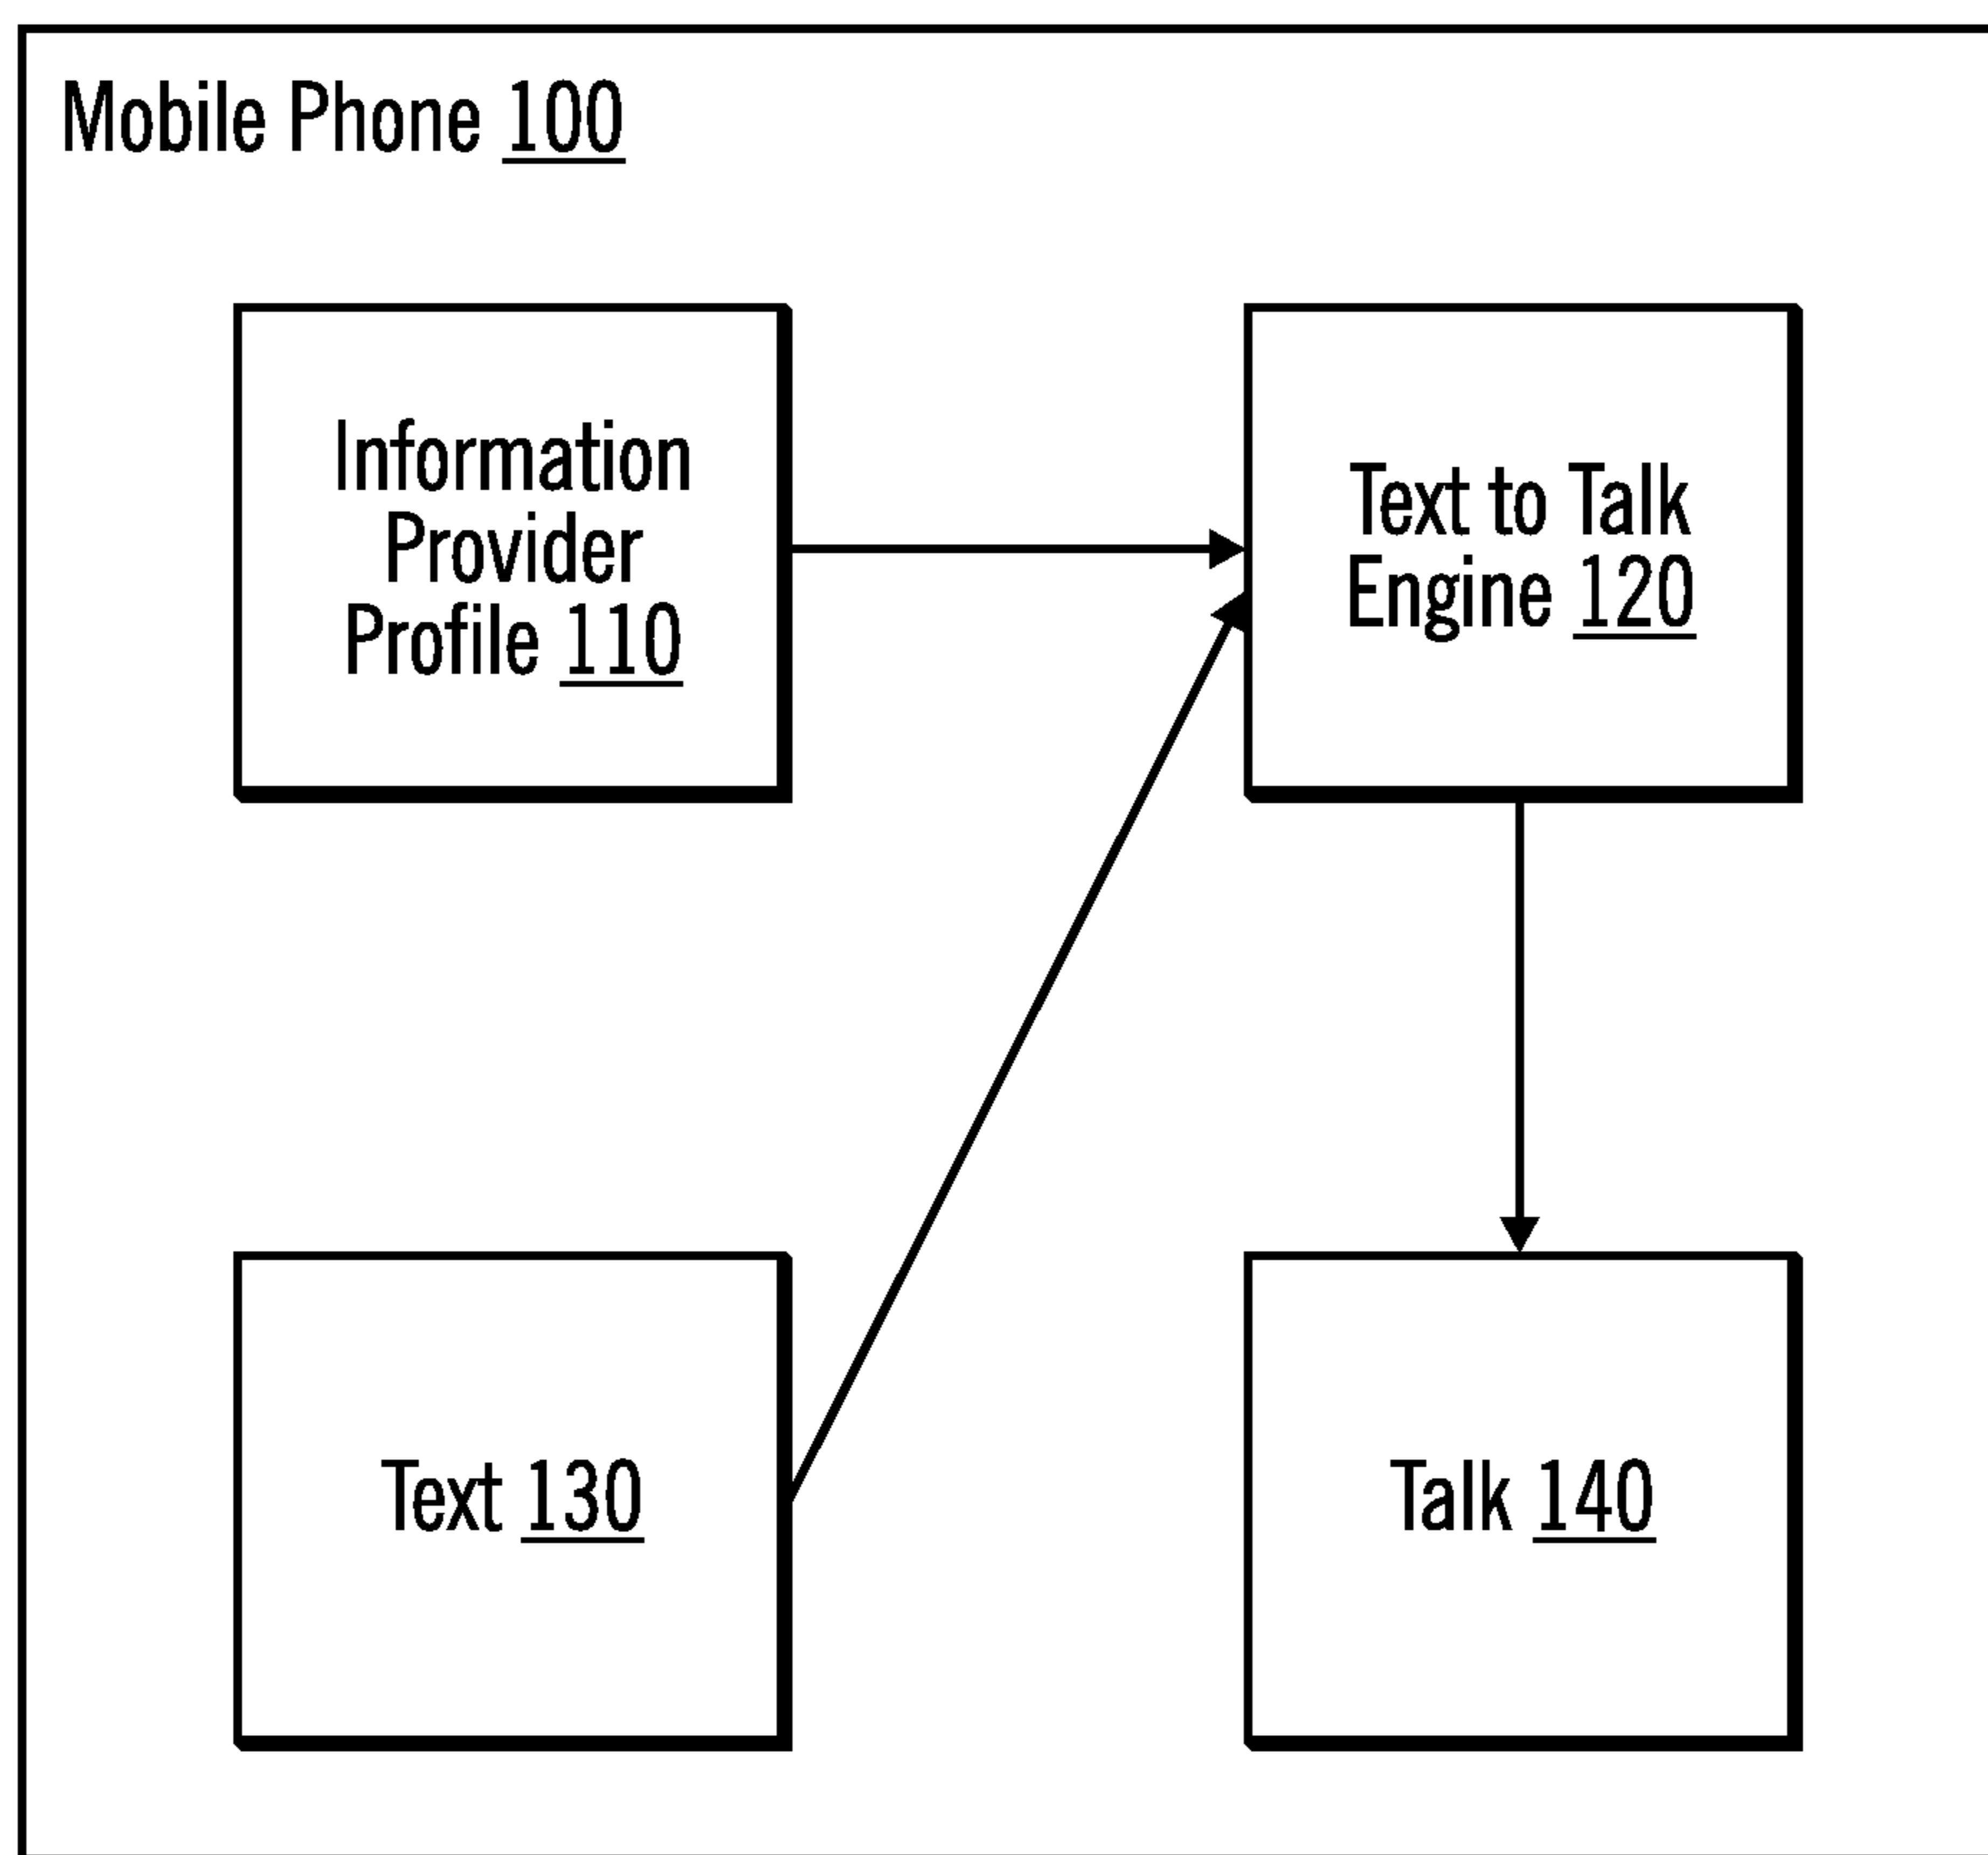 Mobile Phone 100
Information
Provider
Profile 110
Text to Talk
Engine 120
Text 130
Talk 140